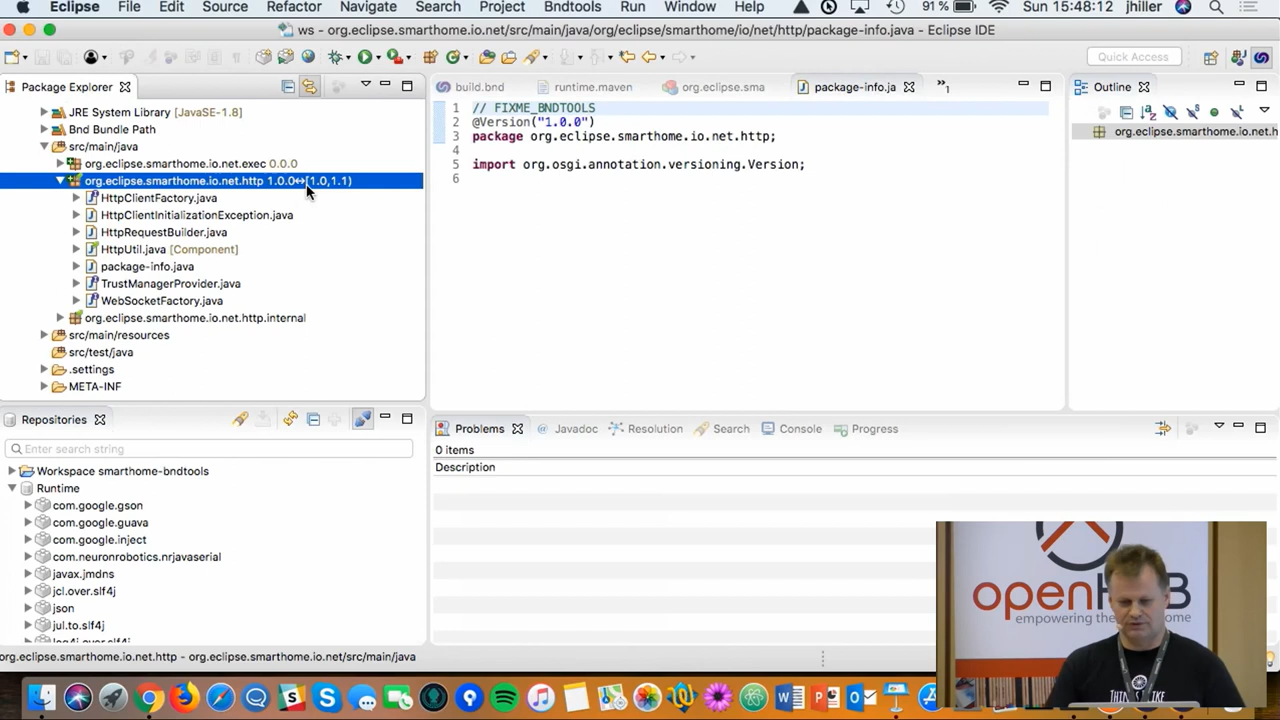 Eclipse File Edit Source Refactor Navigate Search Project Bndtools Run Window Help 91 % Sun 15:48:12 jhiller
ws - org.eclipse.smarthome.io.net/src/main/java/org/eclipse/smarthome/io/net/http/package-info.java - Eclipse IDE
Quick Access
Package Explorer
JRE System Library [JavaSE-1.8]
Bnd Bundle Path
src/main/java
org.eclipse.smarthome.io.net.exec 0.0.0
org.eclipse.smarthome.io.net.http 1.0.0↔[1.0,1.1)
HttpClientFactory.java
HttpClientInitializationException.java
HttpRequestBuilder.java
HttpUtil.java [Component]
package-info.java
TrustManagerProvider.java
WebSocketFactory.java
org.eclipse.smarthome.io.net.http.internal
src/main/resources
src/test/java
.settings
META-INF
build.bnd runtime.maven org.eclipse.sma package-info.ja »1
1 // FIXME_BNDTOOLS
2 @Version("1.0.0")
3 package org.eclipse.smarthome.io.net.http;
4
5 import org.osgi.annotation.versioning.Version;
6
Outline
org.eclipse.smarthome.io.net.h
Repositories
Enter search string
Workspace smarthome-bndtools
Runtime
com.google.gson
com.google.guava
com.google.inject
com.neuronrobotics.nrjavaserial
javax.jmdns
jcl.over.slf4j
json
jul.to.slf4j
log4j.over.slf4j
Problems Javadoc Resolution Search Console Progress
0 items
Description
org.eclipse.smarthome.io.net.http - org.eclipse.smarthome.io.net/src/main/java
openHAB
empowering the